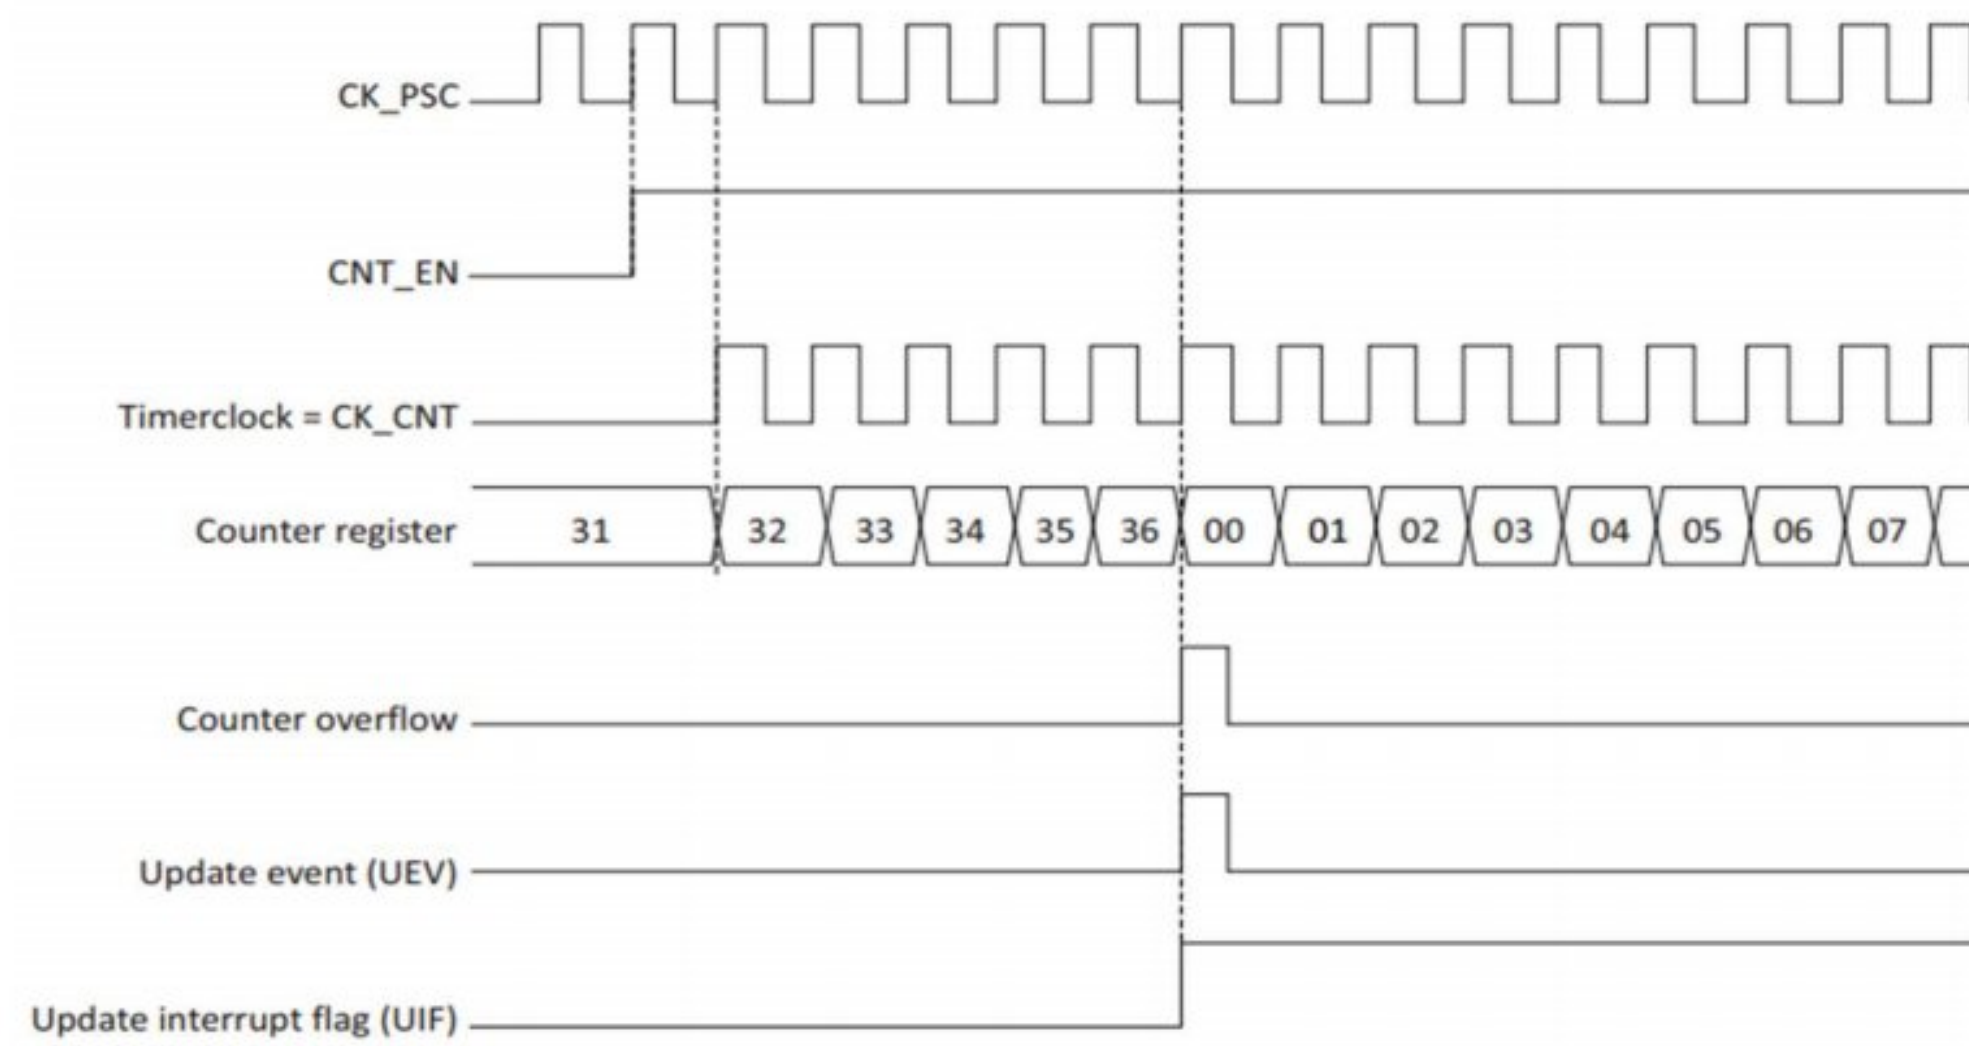 CK_PSC
CNT_EN
Timerclock = CK_CNT
Counter register 31 32 33 34 35 36 00 01 02 03 04 05 06 07
Counter overflow
Update event (UEV)
Update interrupt flag (UIF)